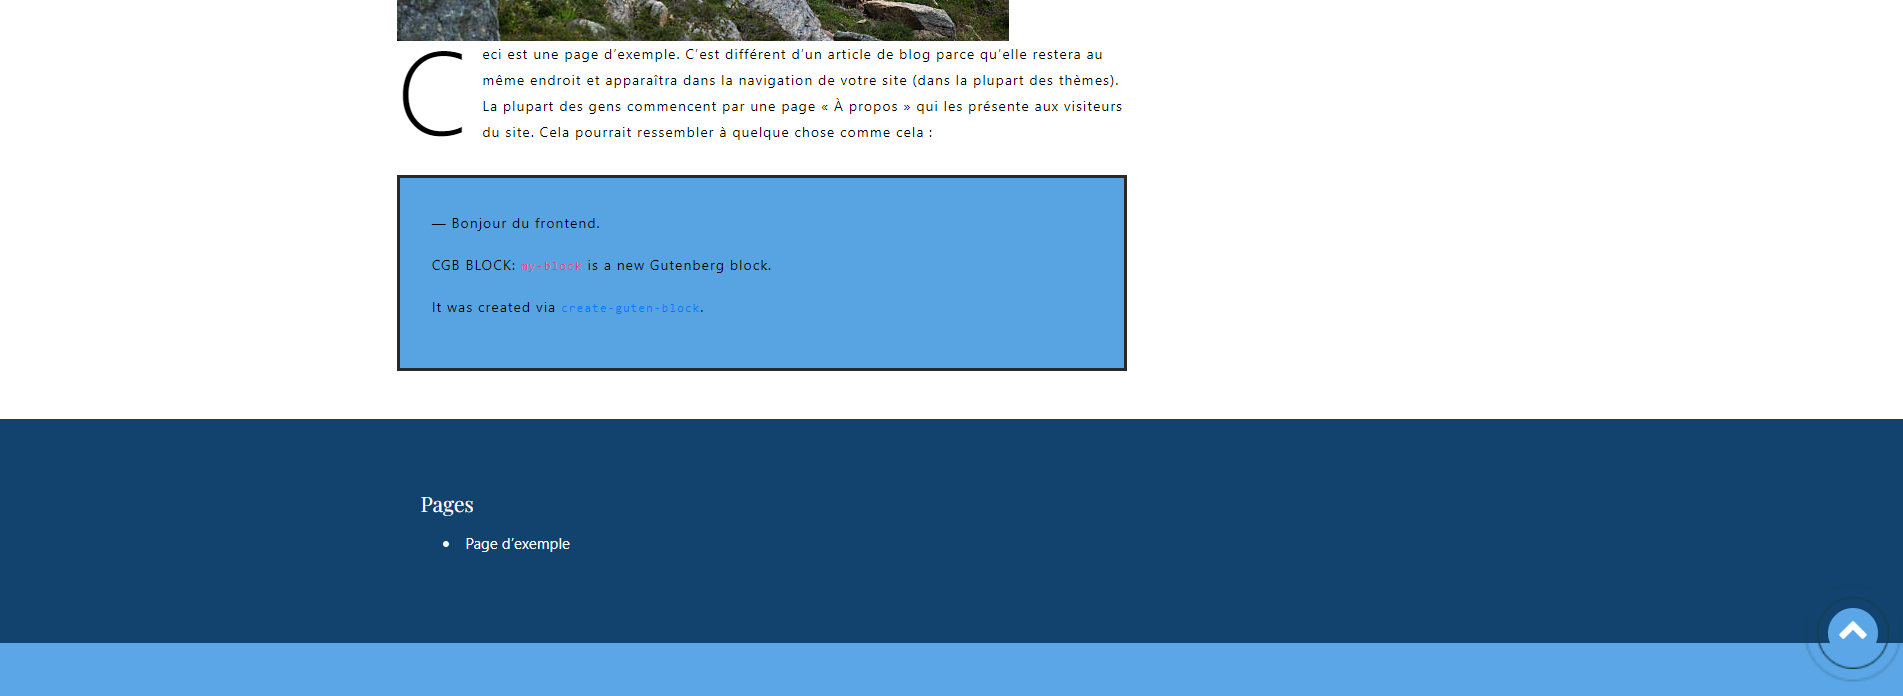 Ceci est une page d’exemple. C’est différent d’un article de blog parce qu’elle restera au
même endroit et apparaîtra dans la navigation de votre site (dans la plupart des thèmes).
La plupart des gens commencent par une page « À propos » qui les présente aux visiteurs
du site. Cela pourrait ressembler à quelque chose comme cela :
— Bonjour du frontend.
CGB BLOCK: my-block is a new Gutenberg block.
It was created via create-guten-block.
Pages
• Page d’exemple